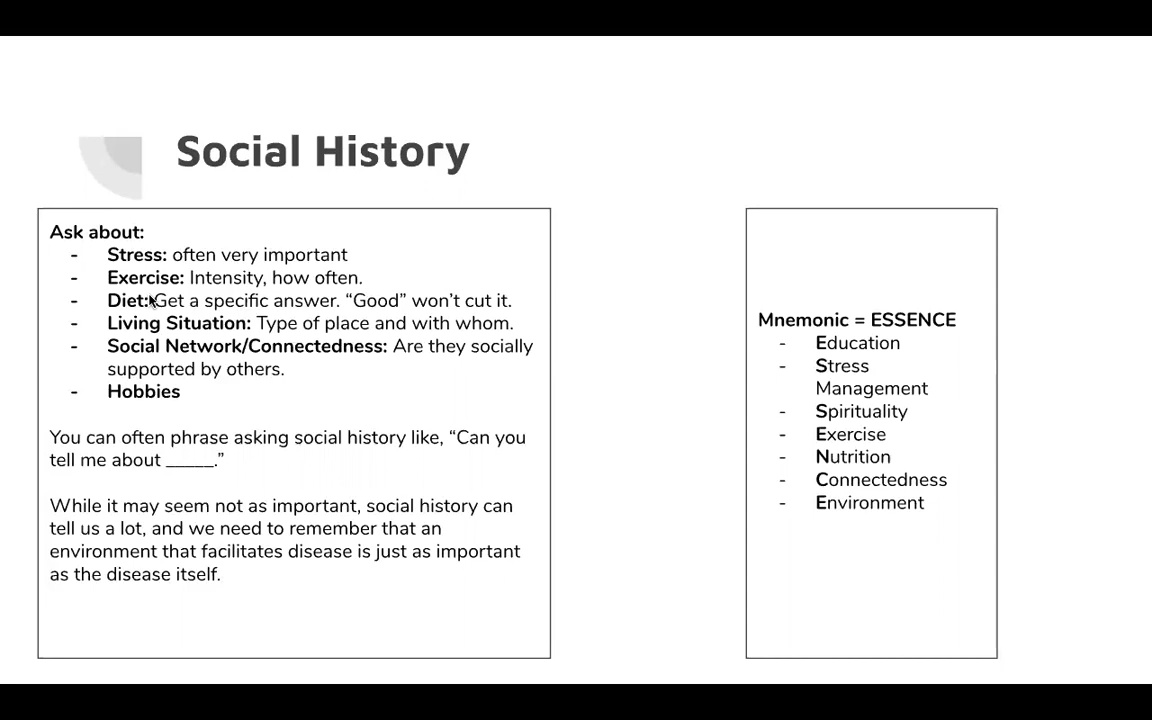 Social History
Ask about:
- Stress: often very important
- Exercise: Intensity, how often.
- Diet: Get a specific answer. “Good” won’t cut it.
- Living Situation: Type of place and with whom.
- Social Network/Connectedness: Are they socially
supported by others.
- Hobbies
You can often phrase asking social history like, “Can you
tell me about _____.”
While it may seem not as important, social history can
tell us a lot, and we need to remember that an
environment that facilitates disease is just as important
as the disease itself.
Mnemonic = ESSENCE
- Education
- Stress
Management
- Spirituality
- Exercise
- Nutrition
- Connectedness
- Environment